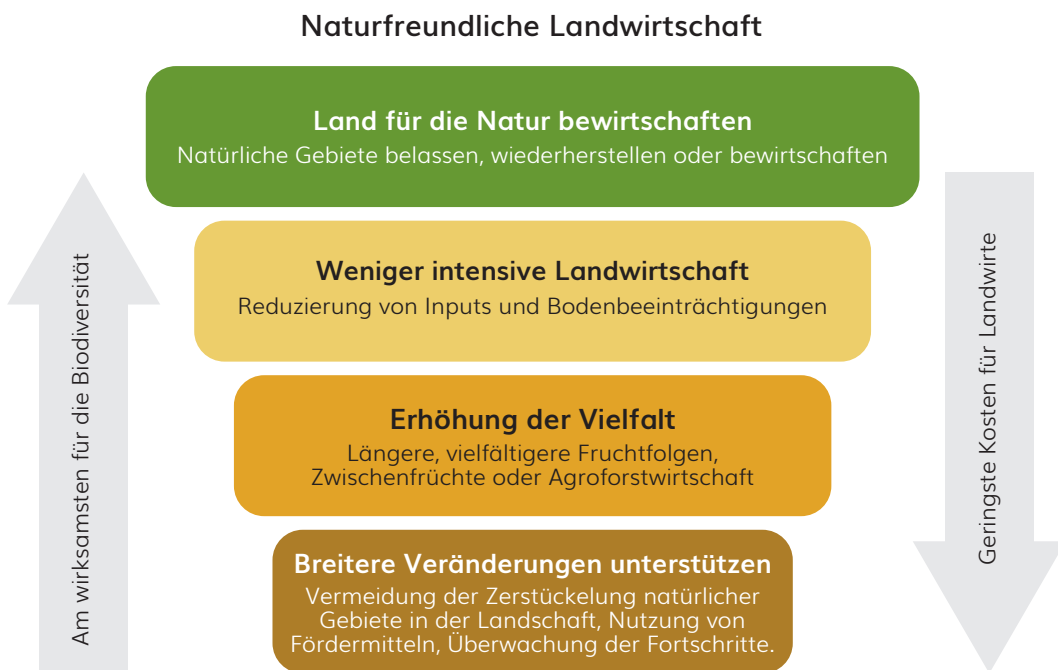 Naturfreundliche Landwirtschaft
Land für die Natur bewirtschaften
Natürliche Gebiete belassen, wiederherstellen oder bewirtschaften
Weniger intensive Landwirtschaft
Reduzierung von Inputs und Bodenbeeinträchtigungen
Erhöhung der Vielfalt
Längere, vielfältigere Fruchtfolgen,
Zwischenfrüchte oder Agroforstwirtschaft
Breitere Veränderungen unterstützen
Vermeidung der Zerstückelung natürlicher
Gebiete in der Landschaft, Nutzung von
Fördermitteln, Überwachung der Fortschritte.
Am wirksamsten für die Biodiversität
Geringste Kosten für Landwirte